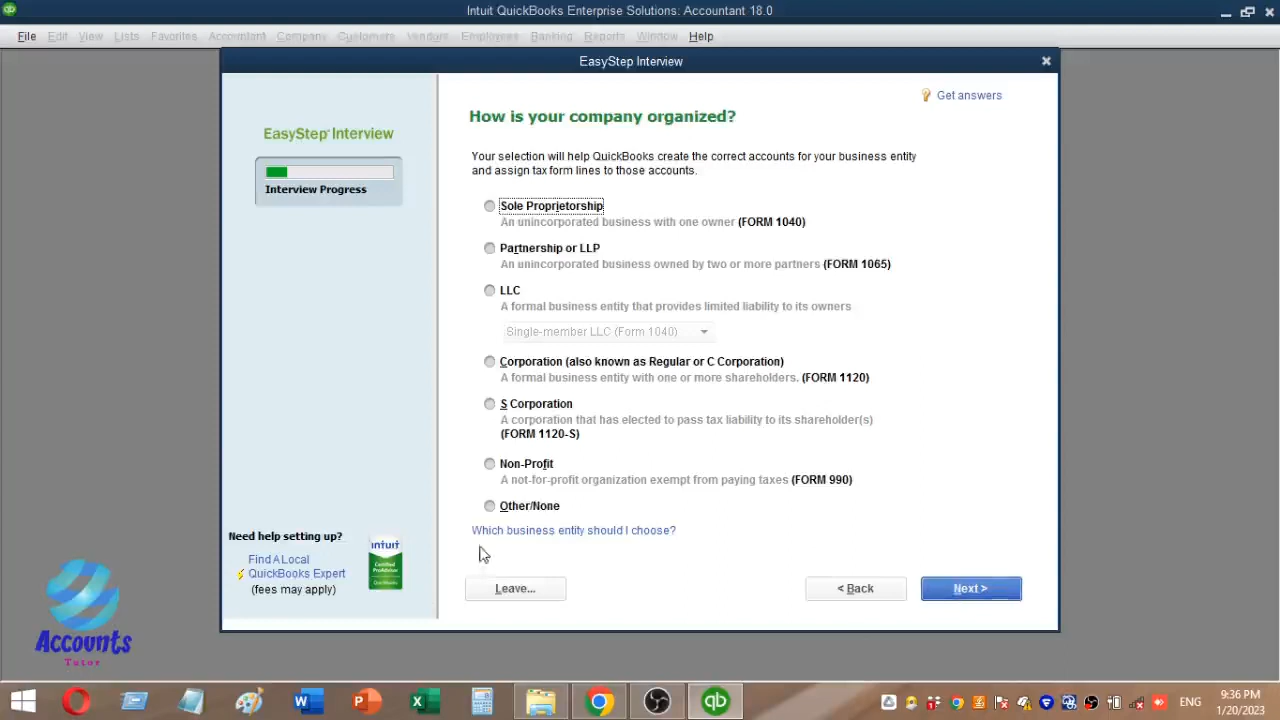 Intuit QuickBooks Enterprise Solutions: Accountant 18.0
File Edit View Lists Favorites Accountant Company Customers Vendors Employees Banking Reports Window Help
EasyStep Interview
Get answers
EasyStep Interview
Interview Progress
How is your company organized?
Your selection will help QuickBooks create the correct accounts for your business entity
and assign tax form lines to those accounts.
Sole Proprietorship
An unincorporated business with one owner (FORM 1040)
Partnership or LLP
An unincorporated business owned by two or more partners (FORM 1065)
LLC
A formal business entity that provides limited liability to its owners
Single-member LLC (Form 1040)
Corporation (also known as Regular or C Corporation)
A formal business entity with one or more shareholders. (FORM 1120)
S Corporation
A corporation that has elected to pass tax liability to its shareholder(s)
(FORM 1120-S)
Non-Profit
A not-for-profit organization exempt from paying taxes (FORM 990)
Other/None
Which business entity should I choose?
Need help setting up?
Find A Local
QuickBooks Expert
(fees may apply)
intuit
Certified
ProAdvisor
QuickBooks
Leave...
< Back
Next >
Accounts
Tutor
qb
ENG
9:36 PM
1/20/2023